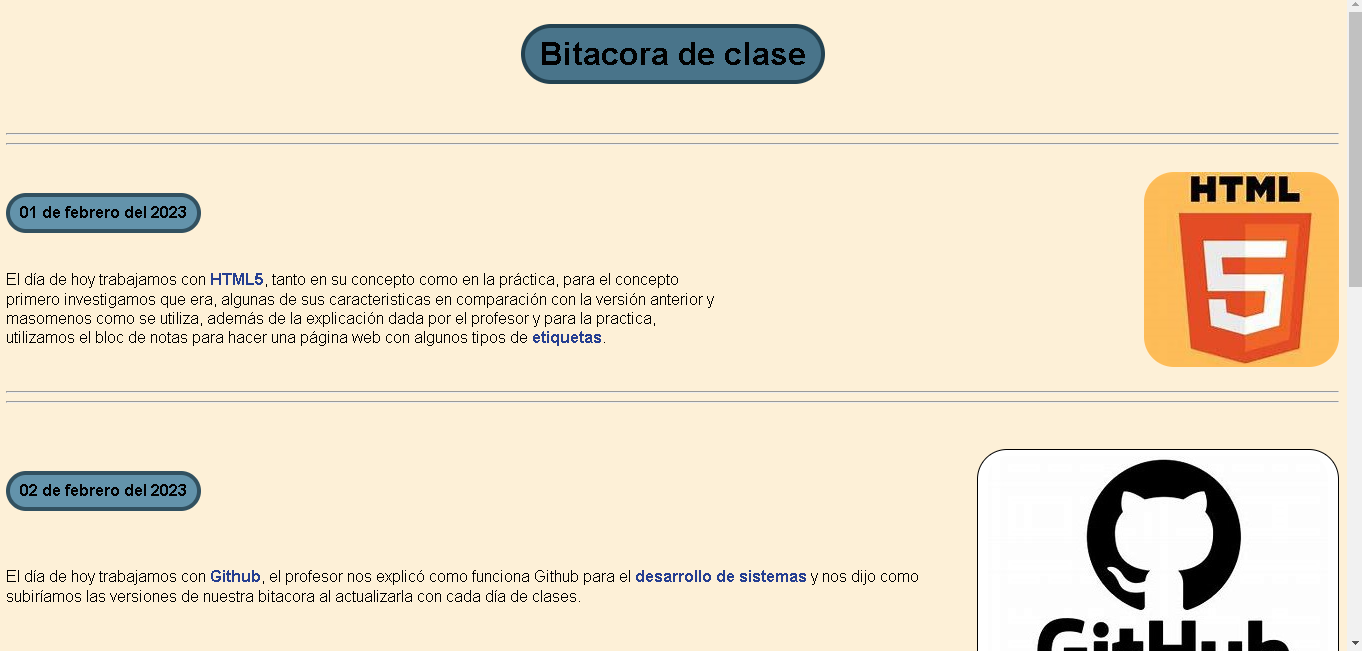 Bitacora de clase
HTML
5
01 de febrero del 2023
El día de hoy trabajamos con HTML5, tanto en su concepto como en la práctica, para el concepto
primero investigamos que era, algunas de sus caracteristicas en comparación con la versión anterior y
masomenos como se utiliza, además de la explicación dada por el profesor y para la practica,
utilizamos el bloc de notas para hacer una página web con algunos tipos de etiquetas.
02 de febrero del 2023
El día de hoy trabajamos con Github, el profesor nos explicó como funciona Github para el desarrollo de sistemas y nos dijo como
subiríamos las versiones de nuestra bitacora al actualizarla con cada día de clases.
GitHub